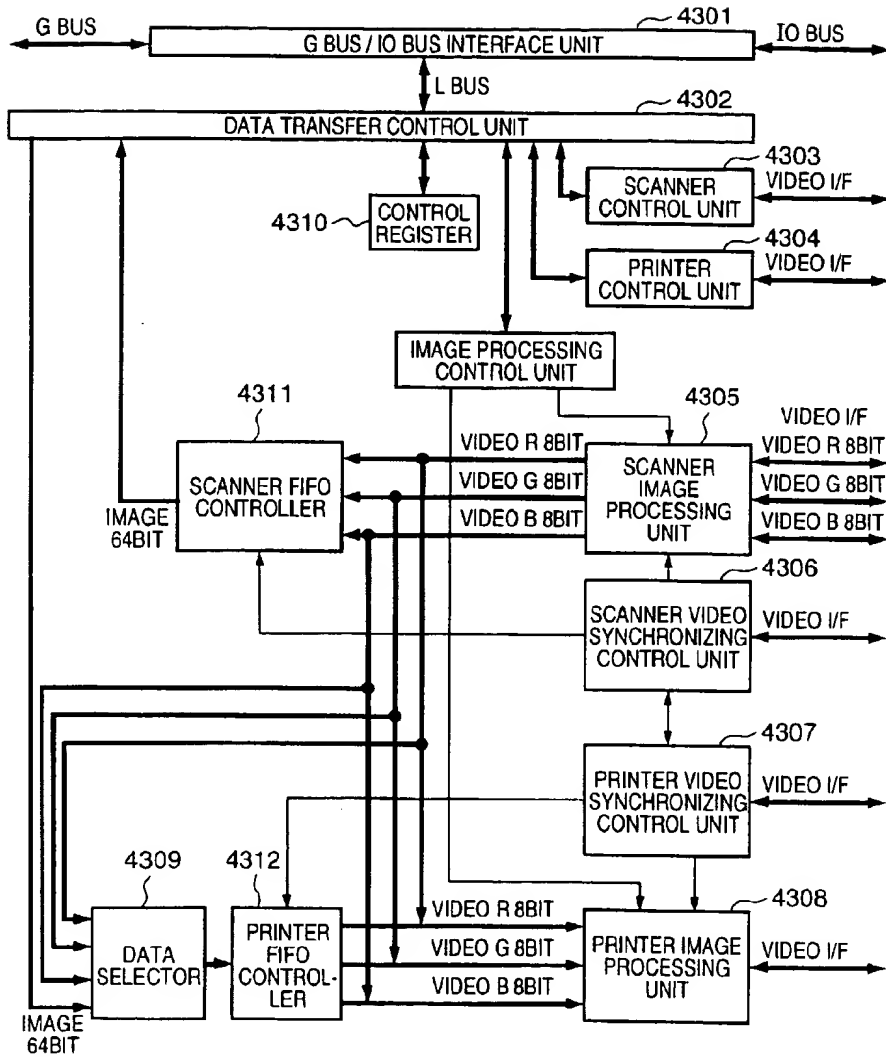 4301
G BUS
G BUS / IO BUS INTERFACE UNIT
IO BUS
L BUS
4302
DATA TRANSFER CONTROL UNIT
4303
SCANNER
CONTROL UNIT
VIDEO I/F
4310
CONTROL
REGISTER
4304
PRINTER
CONTROL UNIT
VIDEO I/F
IMAGE PROCESSING
CONTROL UNIT
4311
SCANNER FIFO
CONTROLLER
IMAGE
64BIT
VIDEO R 8BIT
VIDEO G 8BIT
VIDEO B 8BIT
4305
SCANNER
IMAGE
PROCESSING
UNIT
VIDEO I/F
VIDEO R 8BIT
VIDEO G 8BIT
VIDEO B 8BIT
4306
SCANNER VIDEO
SYNCHRONIZING
CONTROL UNIT
VIDEO I/F
4307
PRINTER VIDEO
SYNCHRONIZING
CONTROL UNIT
VIDEO I/F
4309
DATA
SELECTOR
IMAGE
64BIT
4312
PRINTER
FIFO
CONTROL-
LER
VIDEO R 8BIT
VIDEO G 8BIT
VIDEO B 8BIT
4308
PRINTER IMAGE
PROCESSING
UNIT
VIDEO I/F